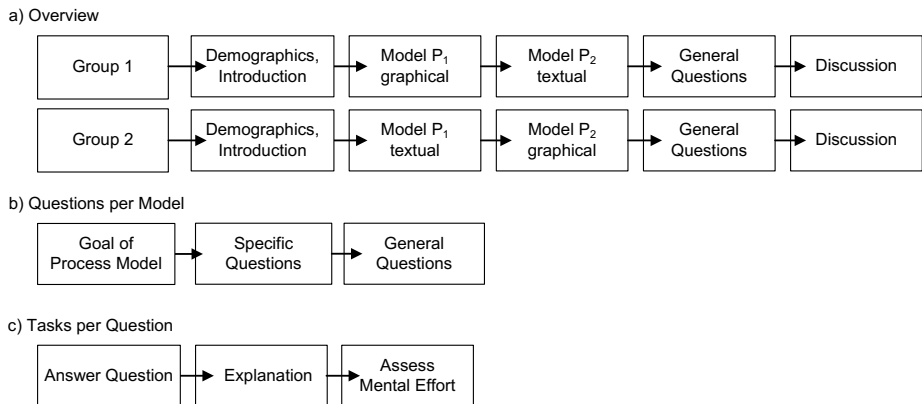 a) Overview
Group 1
Demographics,
Introduction
Model P₁
graphical
Model P₂
textual
General
Questions
Discussion
Group 2
Demographics,
Introduction
Model P₁
textual
Model P₂
graphical
General
Questions
Discussion
b) Questions per Model
Goal of
Process Model
Specific
Questions
General
Questions
c) Tasks per Question
Answer Question
Explanation
Assess
Mental Effort